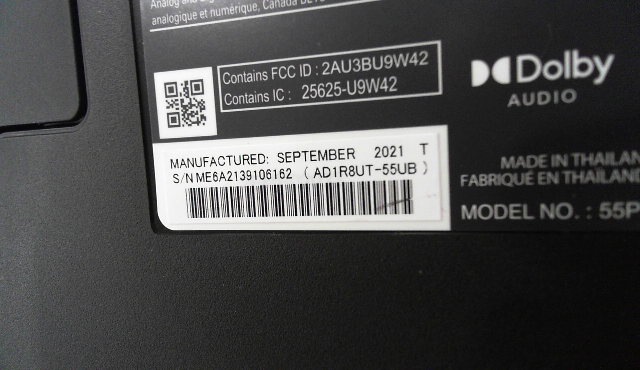 analogique et numérique, Canada
Contains FCC ID : 2AU3BU9W42
Contains IC : 25625-U9W42
Dolby
AUDIO
MANUFACTURED: SEPTEMBER 2021 T
S/N ME6A2139106162 ( AD1R8UT-55UB )
MADE IN THAILAN
FABRIQUÉ EN THAÏLAND
MODEL NO. : 55P